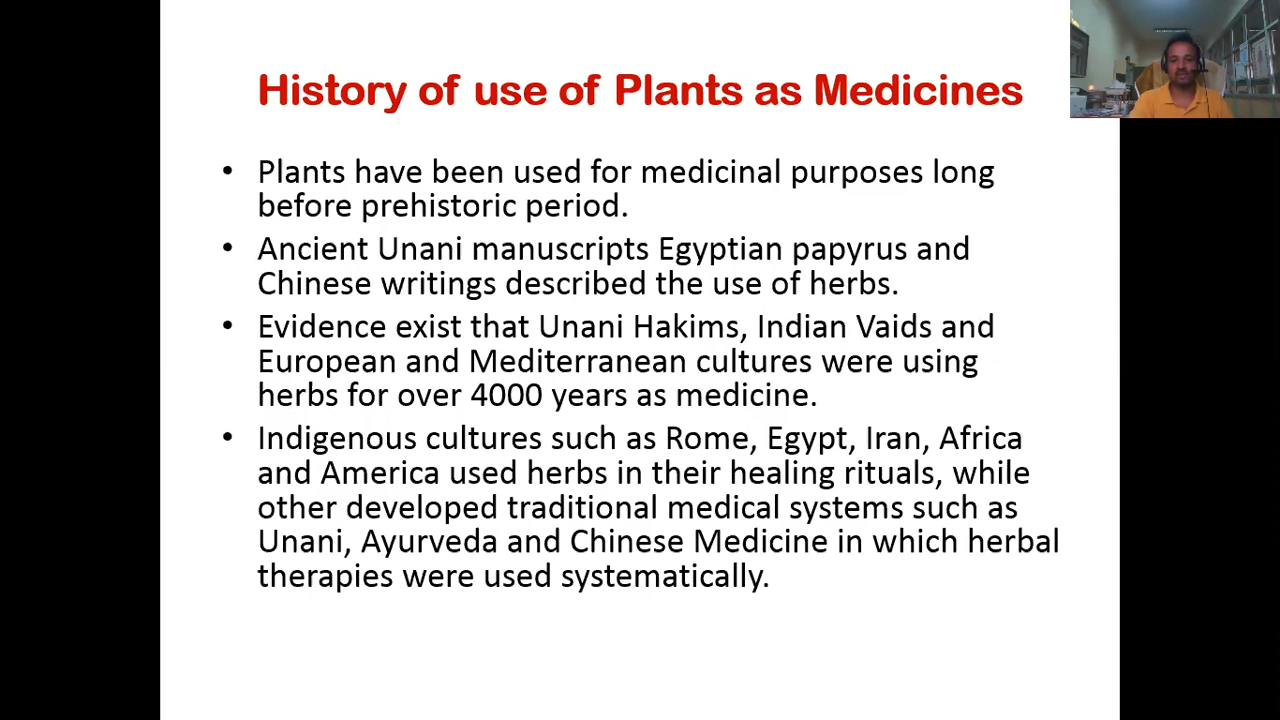 History of use of Plants as Medicines
• Plants have been used for medicinal purposes long
before prehistoric period.
• Ancient Unani manuscripts Egyptian papyrus and
Chinese writings described the use of herbs.
• Evidence exist that Unani Hakims, Indian Vaids and
European and Mediterranean cultures were using
herbs for over 4000 years as medicine.
• Indigenous cultures such as Rome, Egypt, Iran, Africa
and America used herbs in their healing rituals, while
other developed traditional medical systems such as
Unani, Ayurveda and Chinese Medicine in which herbal
therapies were used systematically.